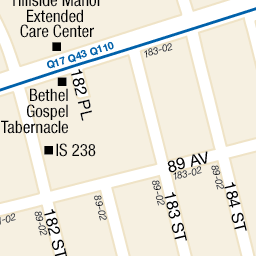 Hillside Manor
Extended
Care Center
Q17 Q43 Q110
183-02
182 PL
Bethel
Gospel
Tabernacle
IS 238
89 AV
183-02
184-02
89-02
89-02
89-02
182 ST
183 ST
184 ST